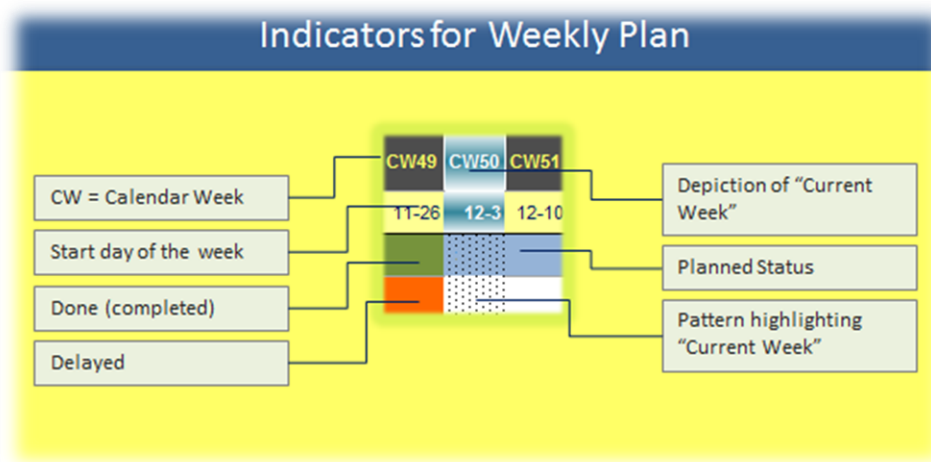 Indicators for Weekly Plan
CW49 CW50 CW51
11-26 12-3 12-10
CW = Calendar Week
Start day of the week
Done (completed)
Delayed
Depiction of “Current
Week”
Planned Status
Pattern highlighting
“Current Week”